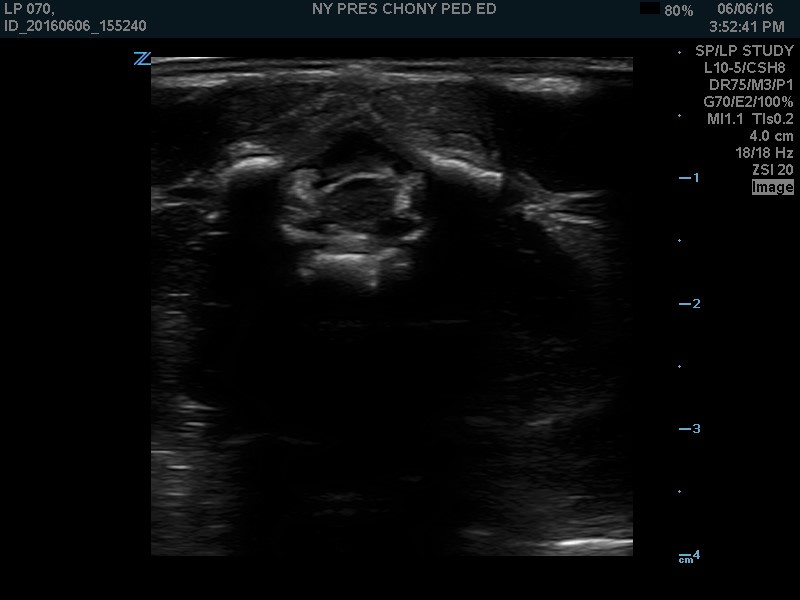 LP 070,
ID_20160606_155240
NY PRES CHONY PED ED
80%
06/06/16
3:52:41 PM
Z
SP/LP STUDY
L10-5/CSH8
DR75/M3/P1
G70/E2/100%
MI1.1 TIs0.2
4.0 cm
18/18 Hz
ZSI 20
Image
1
2
3
cm 4